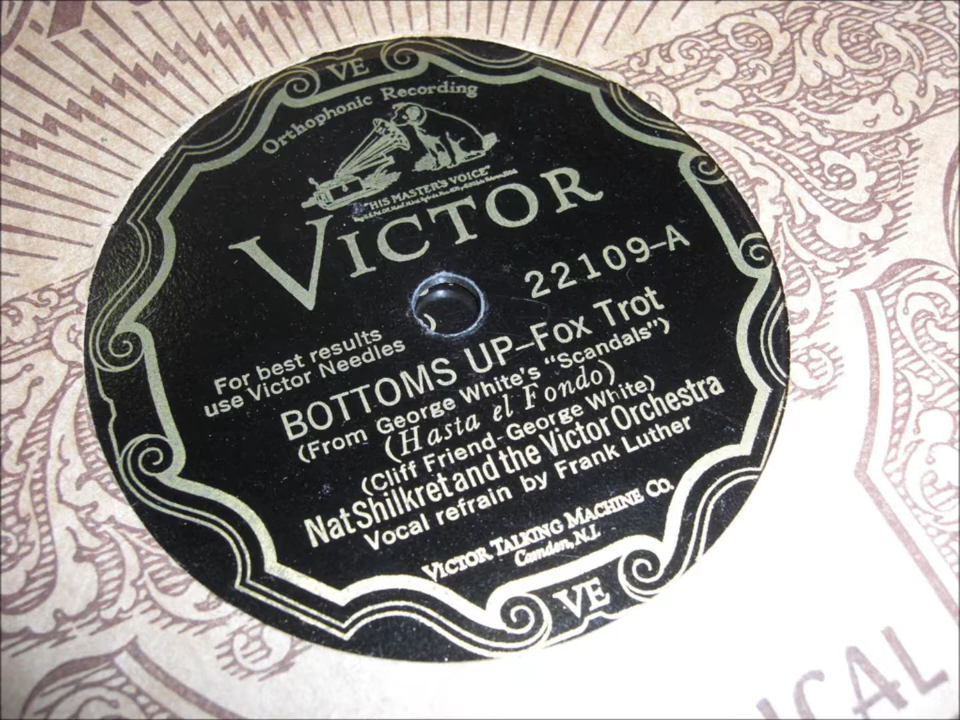 VE
Orthophonic Recording
"HIS MASTER'S VOICE"
VICTOR
22109-A
For best results
use Victor Needles
BOTTOMS UP–Fox Trot
(From George White's "Scandals")
(Hasta el Fondo)
(Cliff Friend-George White)
Nat Shilkret and the Victor Orchestra
Vocal refrain by Frank Luther
VICTOR TALKING MACHINE CO.
Camden, N.J.
VE
ICAL